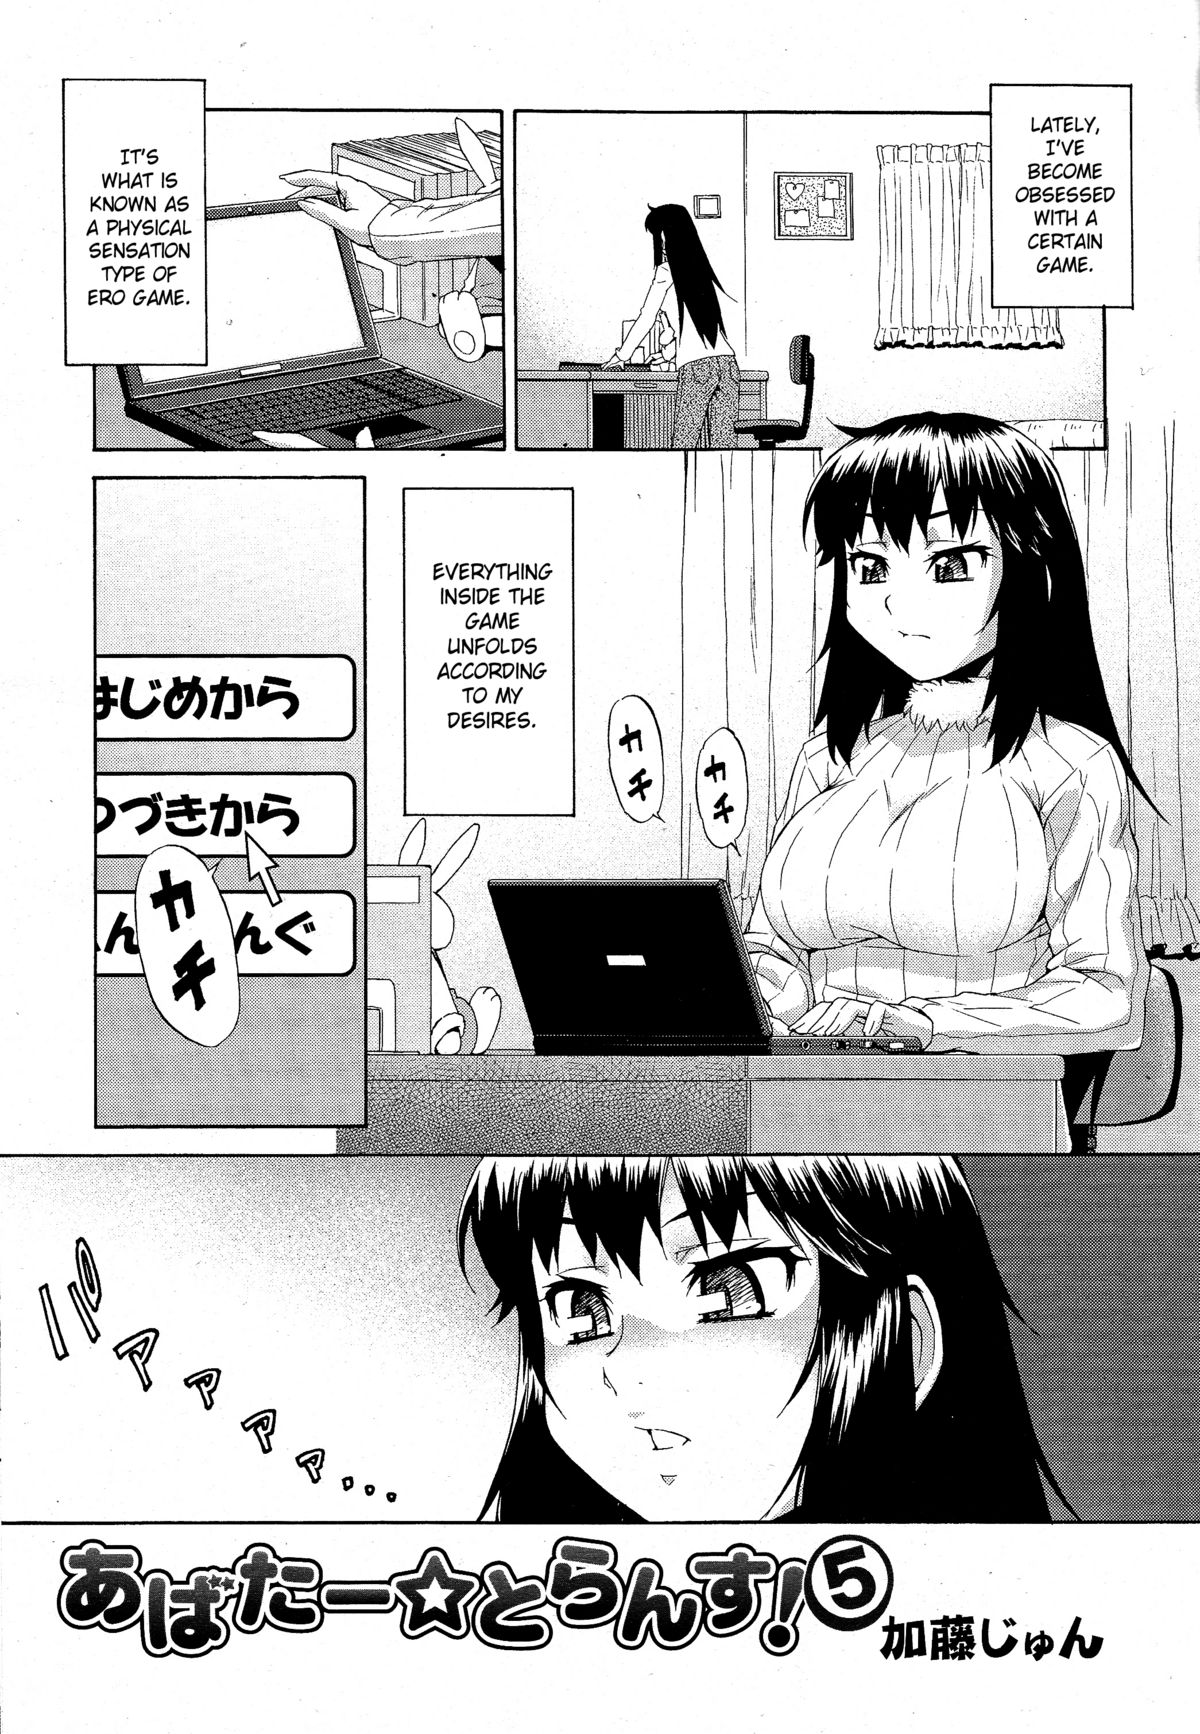 LATELY,
I'VE
BECOME
OBSESSED
WITH A
CERTAIN
GAME.
IT'S
WHAT IS
KNOWN AS
A PHYSICAL
SENSATION
TYPE OF
ERO GAME.
EVERYTHING
INSIDE THE
GAME
UNFOLDS
ACCORDING
TO MY
DESIRES.
カチ
カチ
はじめから
つづきから
カチ
パァァァァ...
あばたー☆とらんす!⑤
加藤じゅん